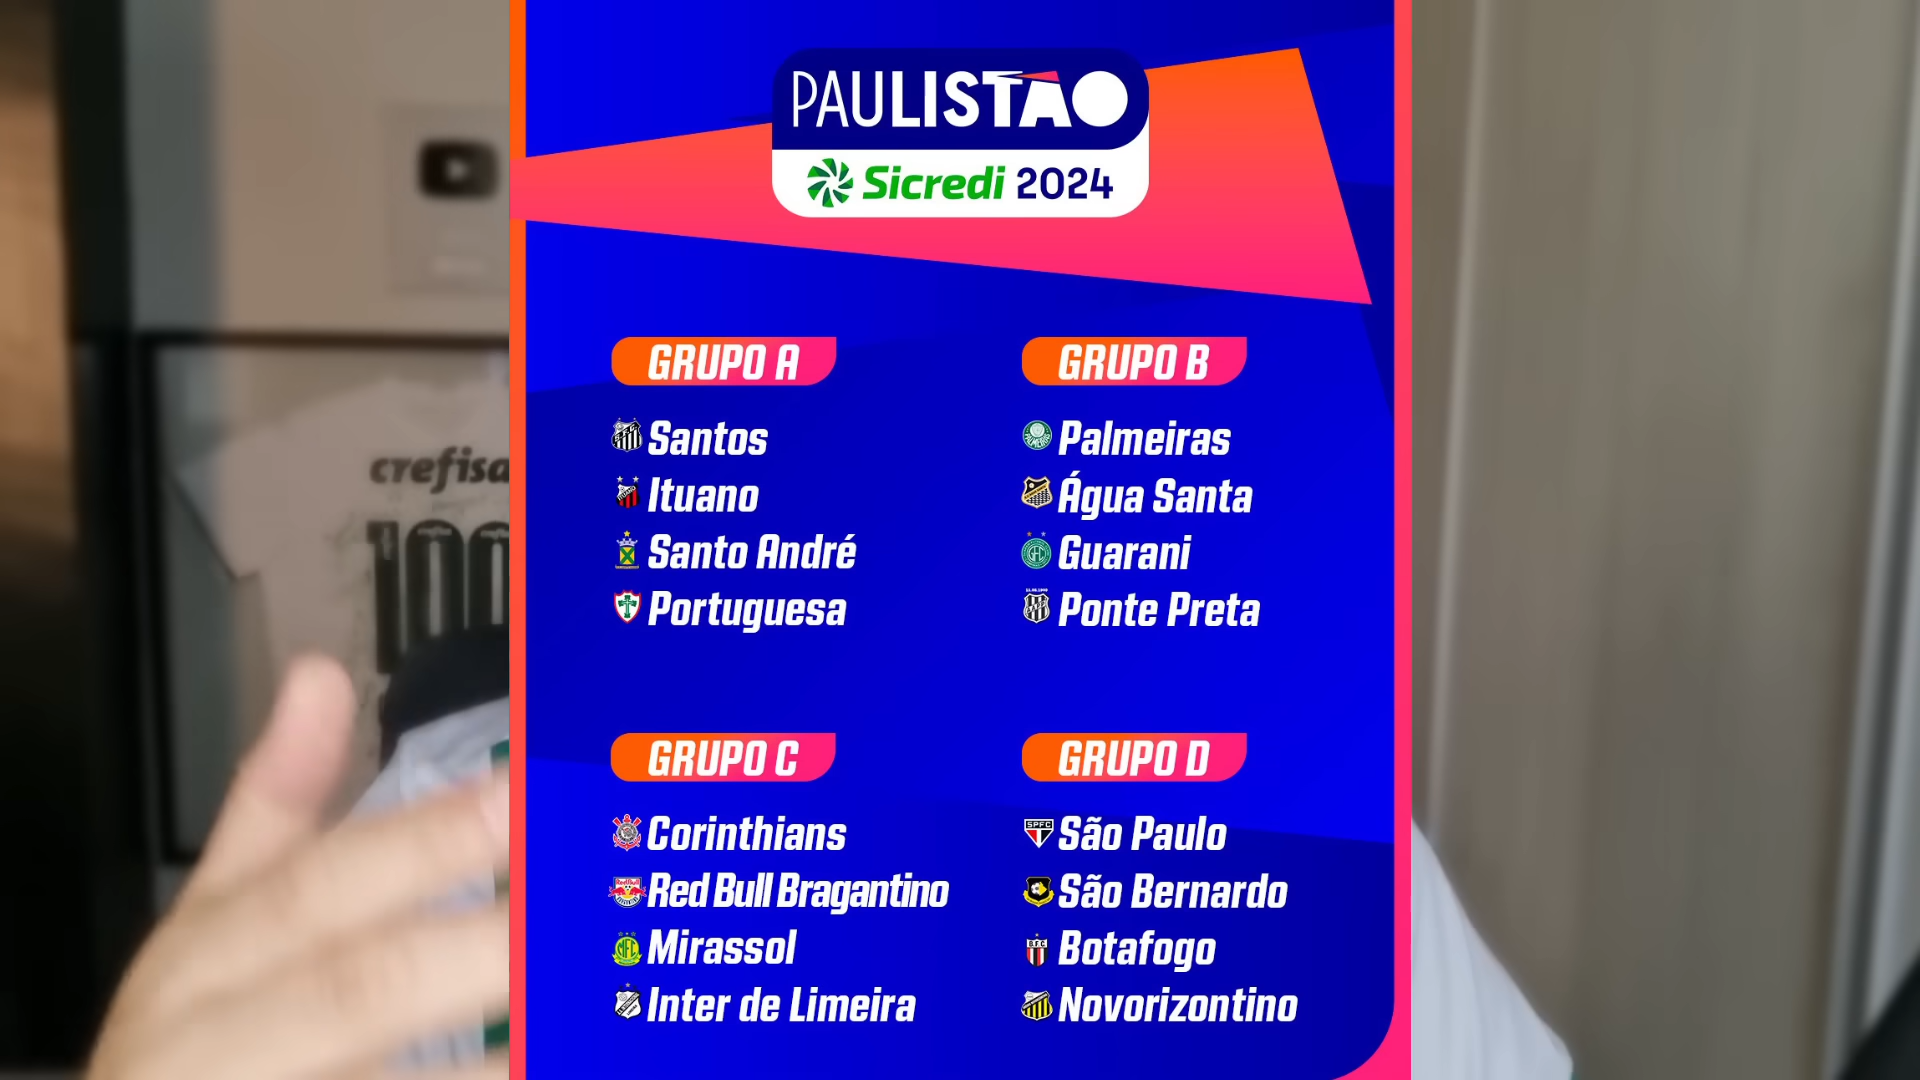 PAULISTÃO
Sicredi 2024
GRUPO A
Santos
Ituano
Santo André
Portuguesa
GRUPO B
Palmeiras
Água Santa
Guarani
Ponte Preta
GRUPO C
Corinthians
Red Bull Bragantino
Mirassol
Inter de Limeira
GRUPO D
São Paulo
São Bernardo
Botafogo
Novorizontino
crefisa
100